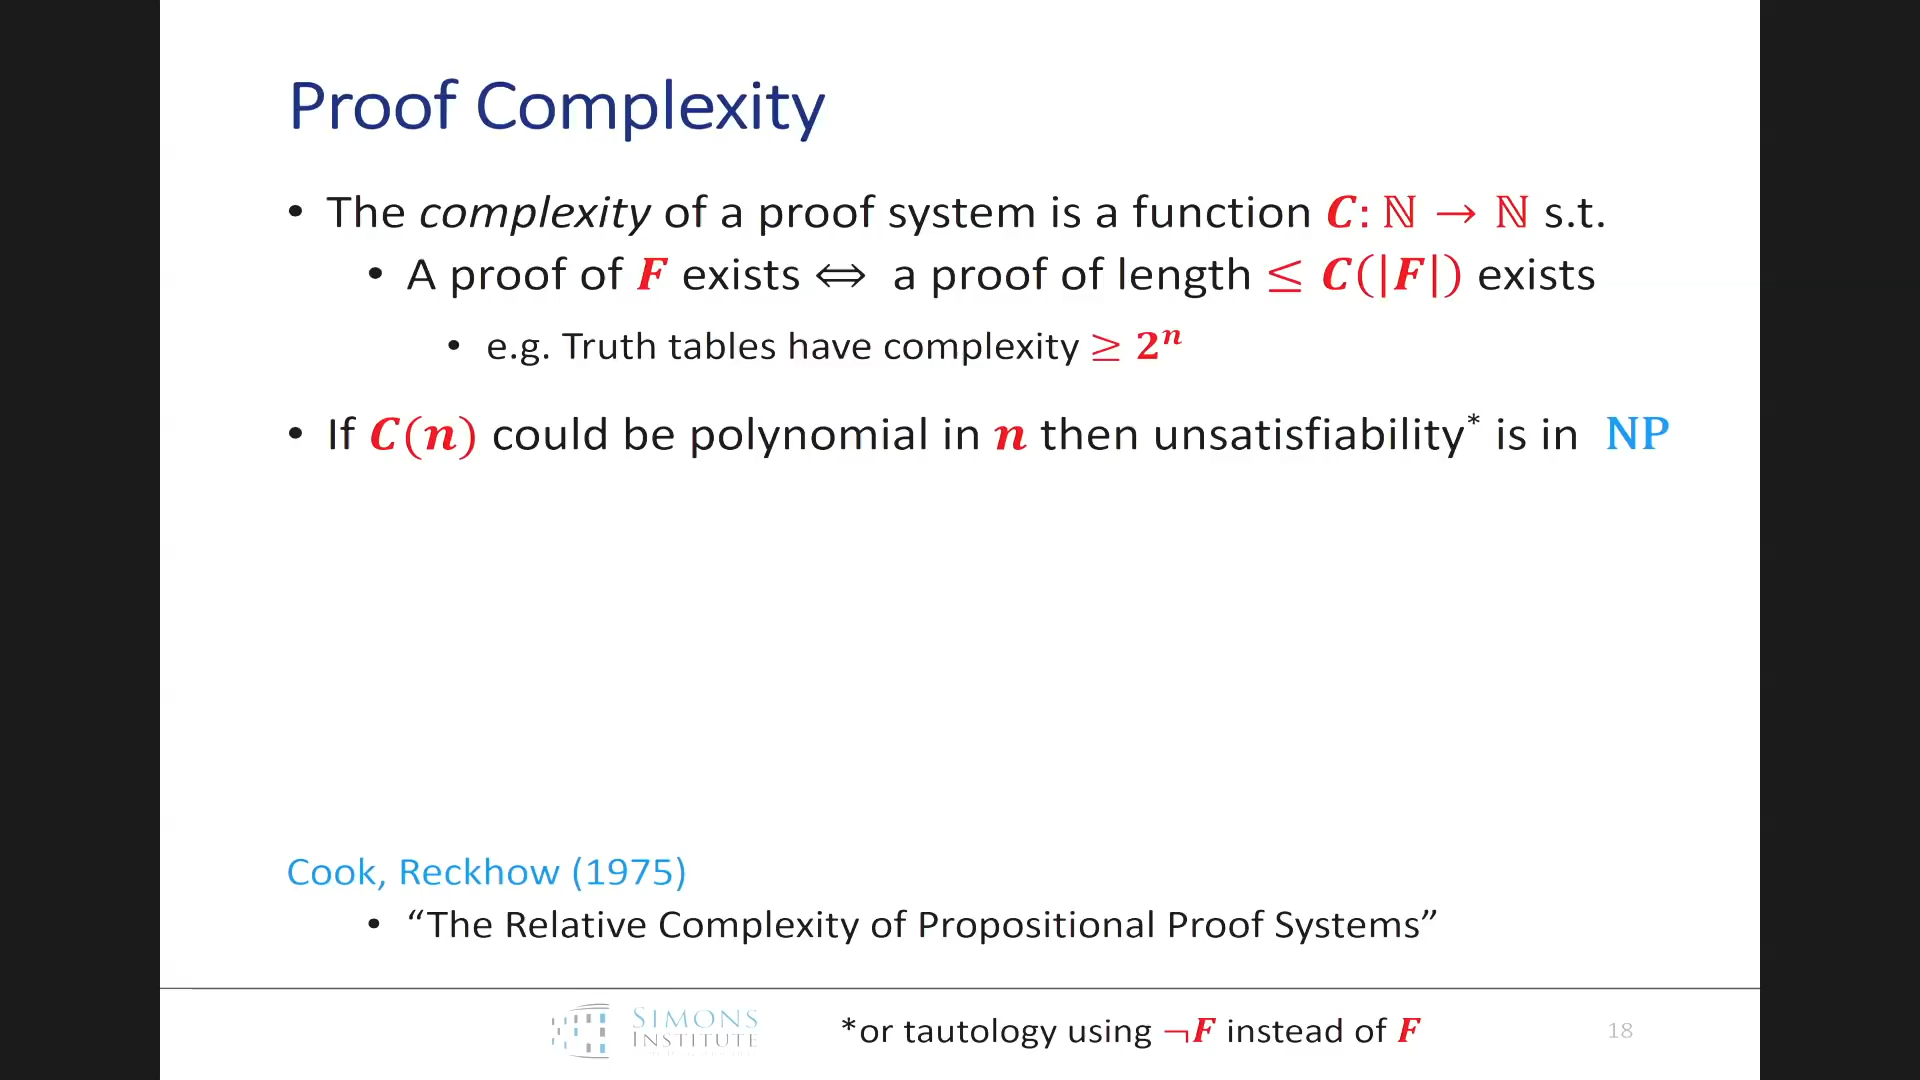 Proof Complexity
• The complexity of a proof system is a function C: ℕ → ℕ s.t.
• A proof of F exists ⟺ a proof of length ≤ C(|F|) exists
• e.g. Truth tables have complexity ≥ 2ⁿ
• If C(n) could be polynomial in n then unsatisfiability* is in NP
Cook, Reckhow (1975)
• “The Relative Complexity of Propositional Proof Systems”
SIMONS
INSTITUTE
*or tautology using ¬F instead of F
18